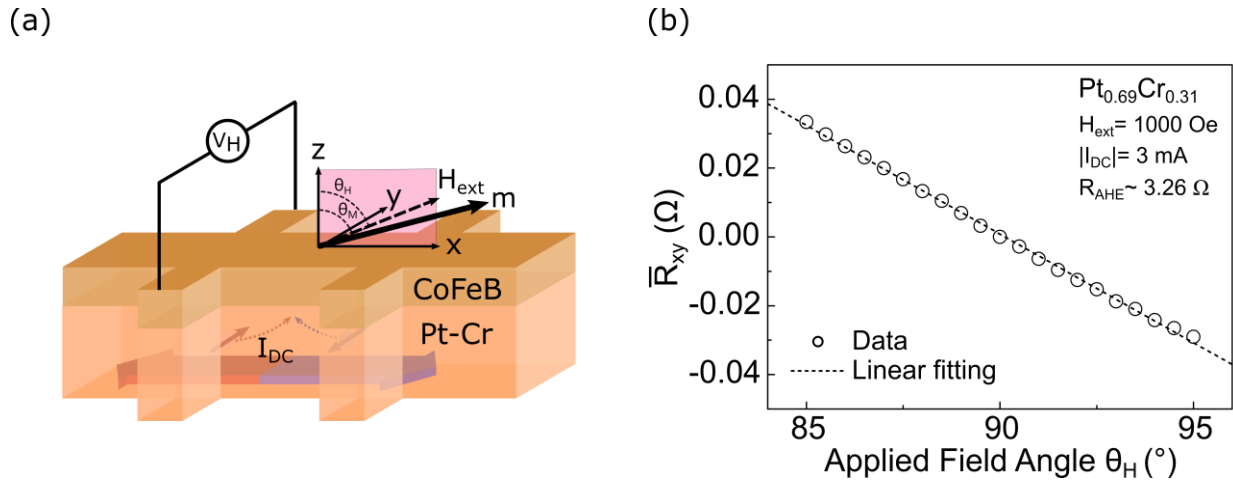 (a)
V_H
z
θ_H
θ_M
y
H_ext
m
x
CoFeB
Pt-Cr
I_DC
(b)
Pt_0.69Cr_0.31
H_ext= 1000 Oe
|I_DC|= 3 mA
R_AHE~ 3.26 Ω
0.04
0.02
0.00
-0.02
-0.04
R̅_xy (Ω)
Data
Linear fitting
85 90 95
Applied Field Angle θ_H (°)